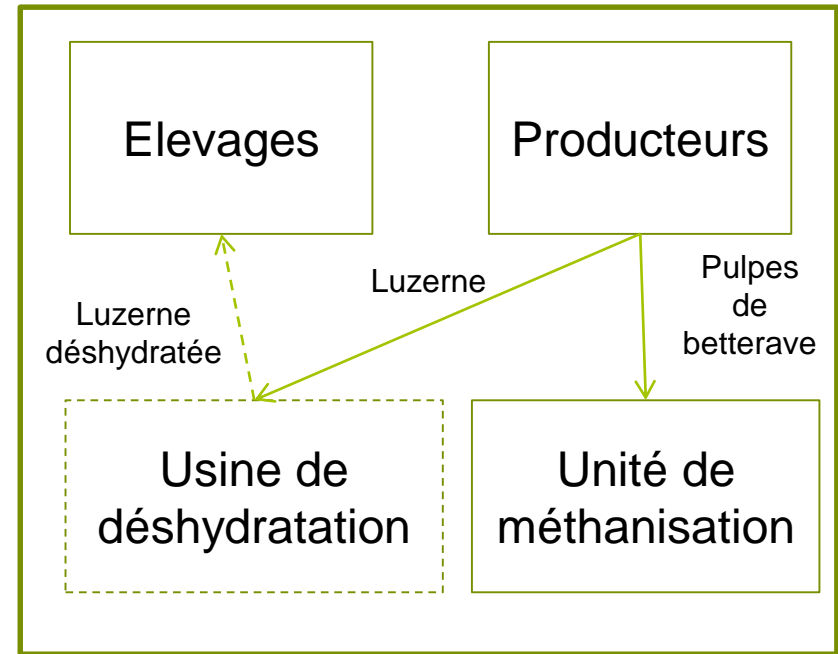 Elevages
Producteurs
Luzerne
déshydratée
Luzerne
Pulpes
de
betterave
Usine de
déshydratation
Unité de
méthanisation